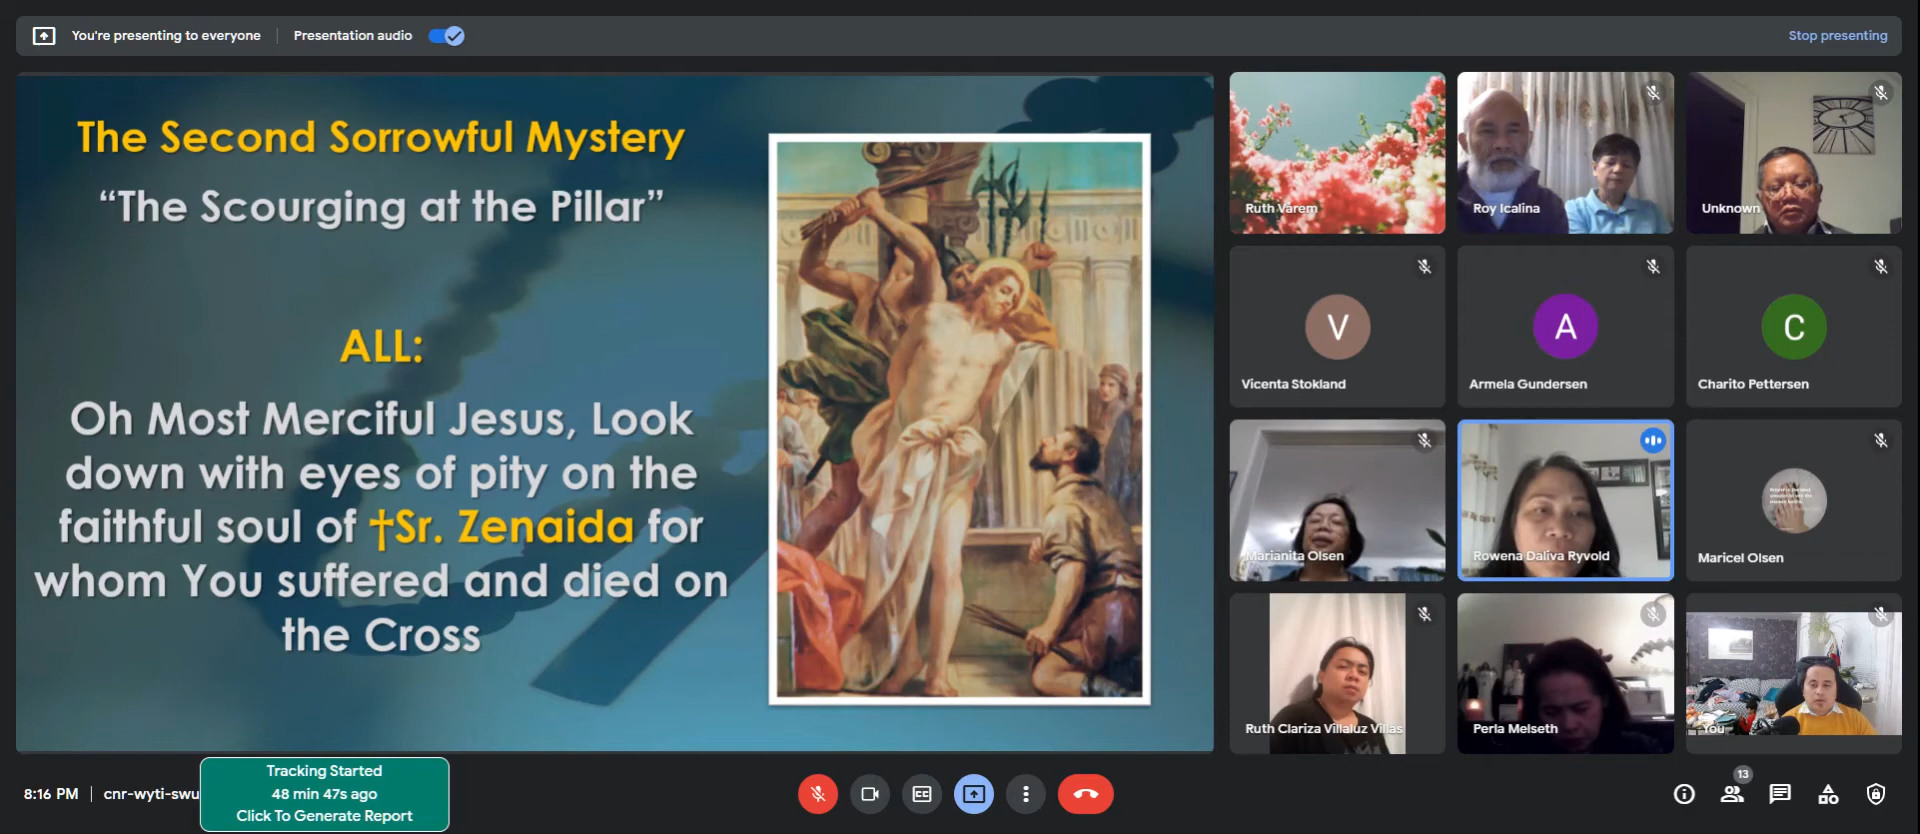 You're presenting to everyone
Presentation audio
Stop presenting
The Second Sorrowful Mystery
“The Scourging at the Pillar”
ALL:
Oh Most Merciful Jesus, Look
down with eyes of pity on the
faithful soul of †Sr. Zenaida for
whom You suffered and died on
the Cross
Ruth Varem
Roy Icalina
Unknown
V
Vicenta Stokland
A
Armela Gundersen
C
Charito Pettersen
Marianita Olsen
Rowena Daliva Ryvold
Maricel Olsen
Ruth Clariza Villaluz Villas
Perla Melseth
You
8:16 PM
cnr-wyti-swu
Tracking Started
48 min 47s ago
Click To Generate Report
CC
13